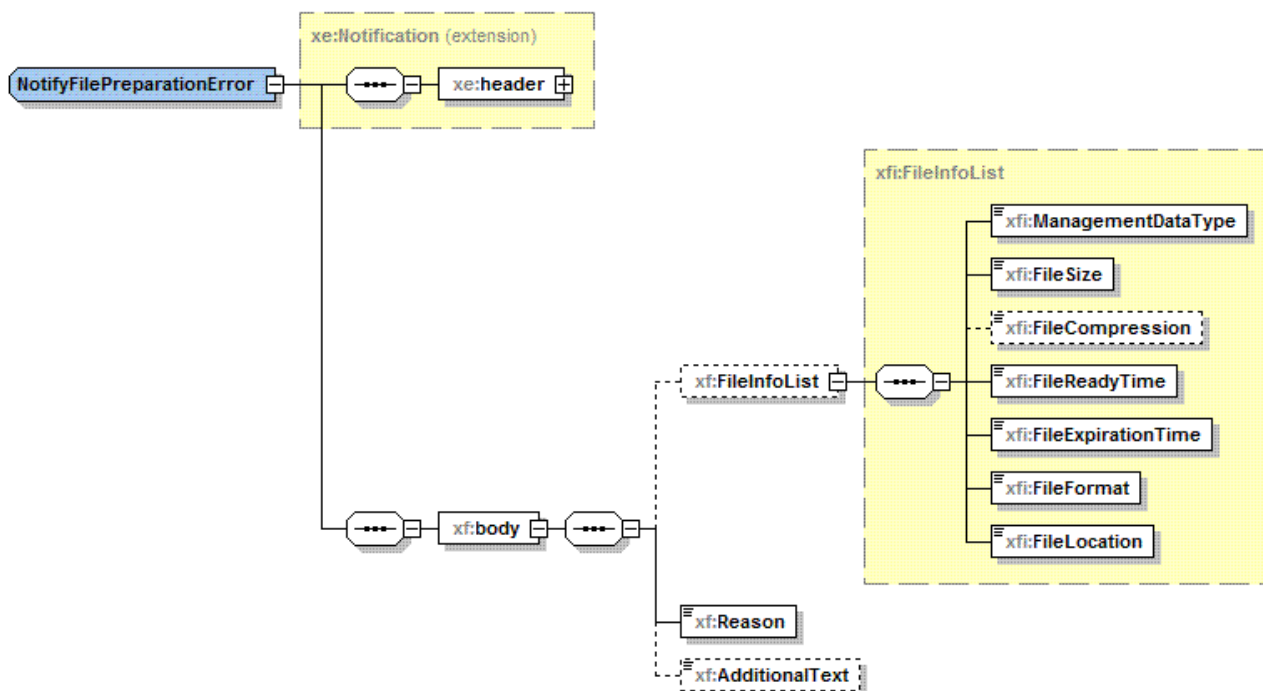 xe:Notification (extension)
NotifyFilePreparationError
xe:header
xfi:FileInfoList
xfi:ManagementDataType
xfi:FileSize
xfi:FileCompression
xf:FileInfoList
xfi:FileReadyTime
xfi:FileExpirationTime
xfi:FileFormat
xf:body
xfi:FileLocation
xf:Reason
xf:AdditionalText